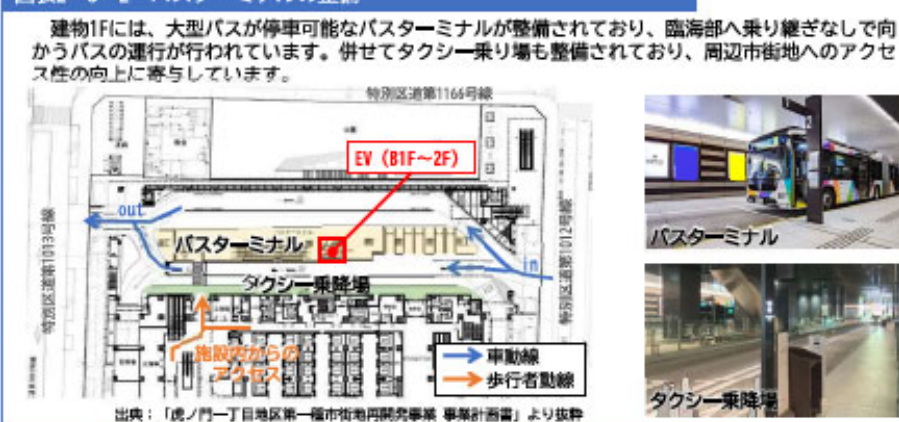 建物1Fには、大型バスが停車可能なバスターミナルが整備されており、臨海部へ乗り継ぎなしで向
かうバスの運行が行われています。併せてタクシー乗り場も整備されており、周辺市街地へのアクセ
ス性の向上に寄与しています。
特別区道第1166号線
EV（B1F～2F）
out
特別区道第1013号線
バスターミナル
in
特別区道第1012号線
タクシー乗降場
施設内からの
アクセス
車動線
歩行者動線
出典：「虎ノ門一丁目地区第一種市街地再開発事業 事業計画書」より抜粋
バスターミナル
タクシー乗降場